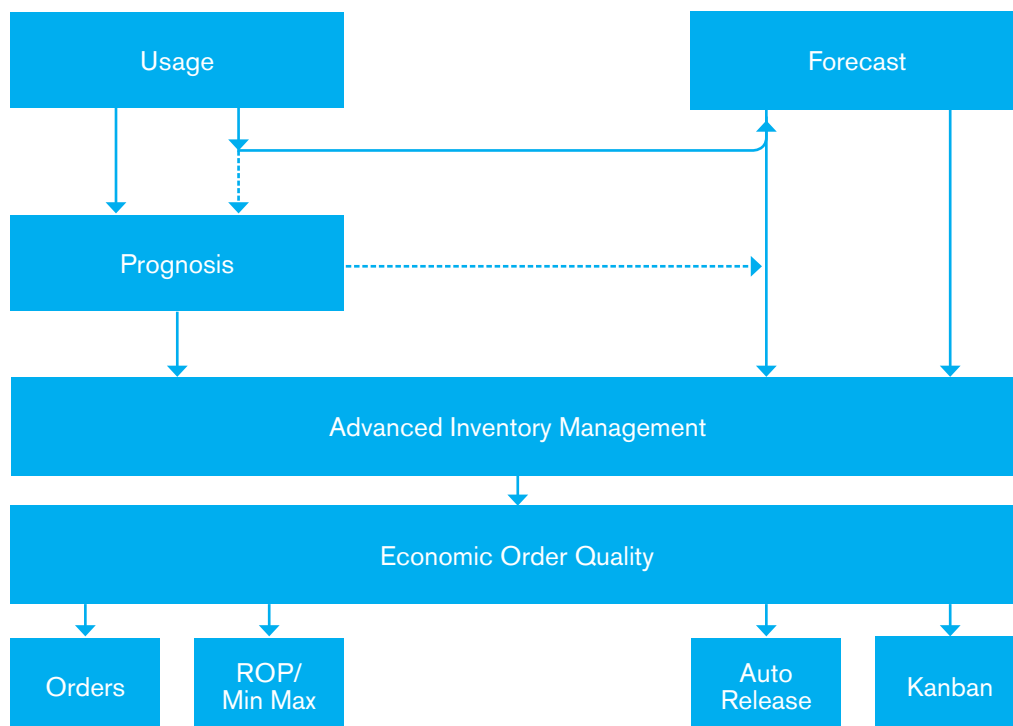 Usage
Forecast
Prognosis
Advanced Inventory Management
Economic Order Quality
Orders
ROP/
Min Max
Auto
Release
Kanban